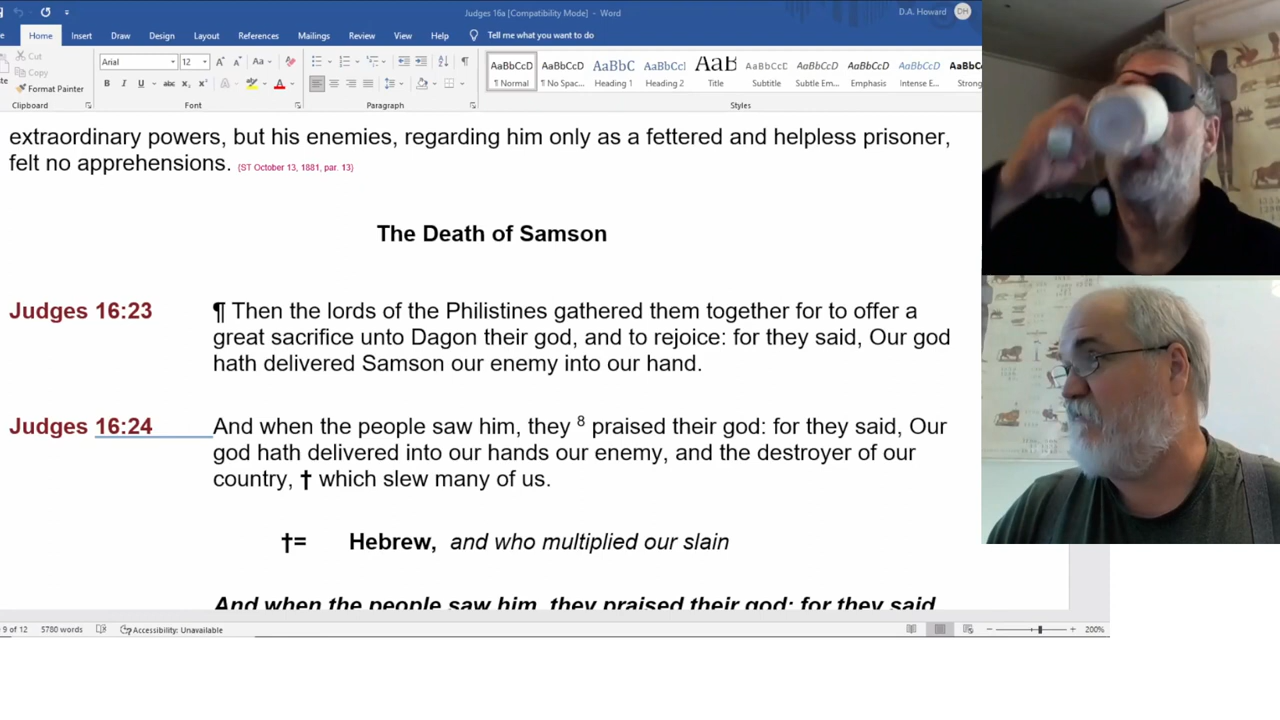 Judges 16a [Compatibility Mode] - Word
D.A. Howard DH
Home Insert Draw Design Layout References Mailings Review View Help Tell me what you want to do
Cut
Copy
Format Painter
Arial 12
AaBbCcD AaBbCcD AaBbC AaBbCcl AaB AaBbCcD AaBbCcD AaBbCcD AaBbCcD AaBbCc
¶ Normal ¶ No Spac... Heading 1 Heading 2 Title Subtitle Subtle Em... Emphasis Intense E... Strong
Clipboard Font Paragraph Styles
extraordinary powers, but his enemies, regarding him only as a fettered and helpless prisoner,
felt no apprehensions. (ST October 13, 1881, par. 13)
The Death of Samson
Judges 16:23 ¶ Then the lords of the Philistines gathered them together for to offer a
great sacrifice unto Dagon their god, and to rejoice: for they said, Our god
hath delivered Samson our enemy into our hand.
Judges 16:24 And when the people saw him, they 8 praised their god: for they said, Our
god hath delivered into our hands our enemy, and the destroyer of our
country, † which slew many of us.
†= Hebrew, and who multiplied our slain
And when the people saw him, they praised their god: for they said
9 of 12 5780 words Accessibility: Unavailable 200%